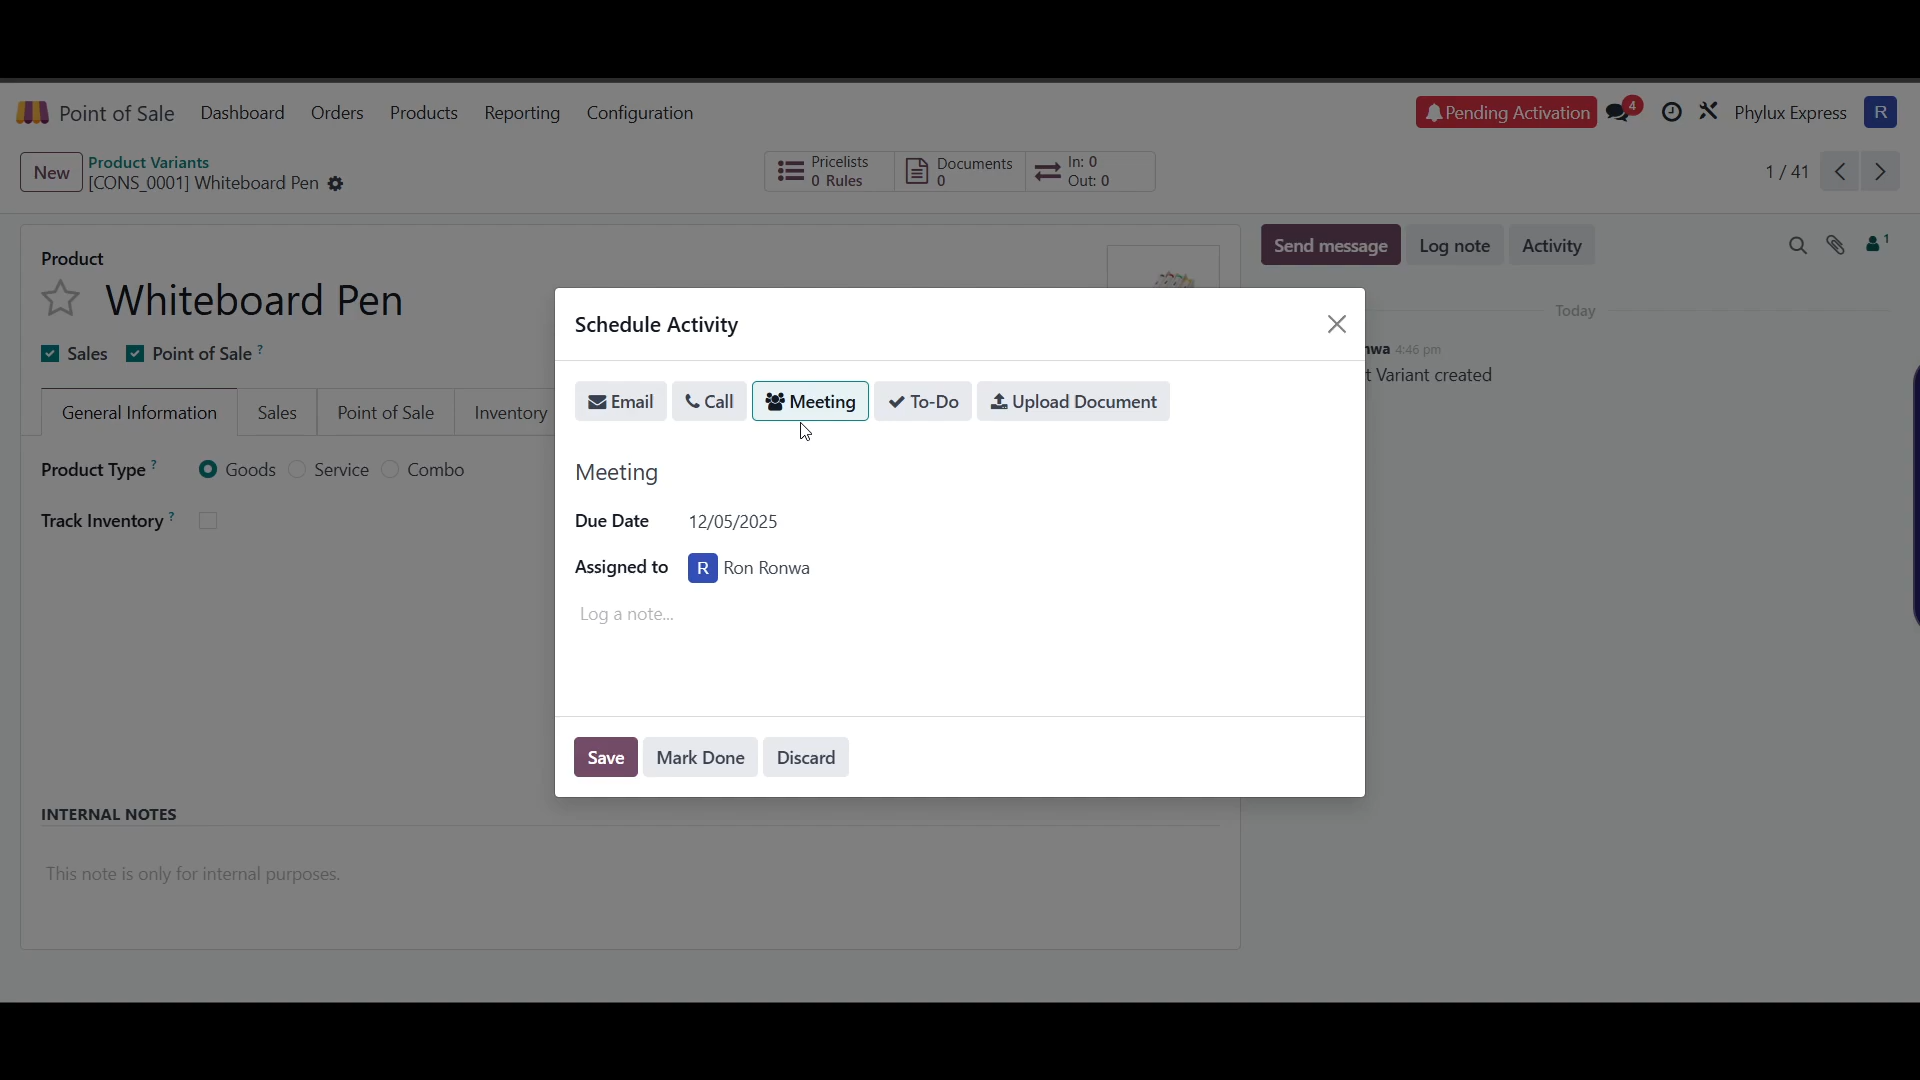 Point of Sale Dashboard Orders Products Reporting Configuration Pending Activation 4 Phylux Express R
New Product Variants Pricelists Documents In: 0
[CONS_0001] Whiteboard Pen 0 Rules 0 Out: 0 1 / 41
Product Send message Log note Activity 1
Whiteboard Pen
Today
Schedule Activity
Sales Point of Sale ? nwa 4:46 pm
t Variant created
General Information Sales Point of Sale Inventory
Email Call Meeting To-Do Upload Document
Product Type ? Goods Service Combo
Meeting
Track Inventory ?
Due Date 12/05/2025
Assigned to R Ron Ronwa
Log a note...
Save Mark Done Discard
INTERNAL NOTES
This note is only for internal purposes.